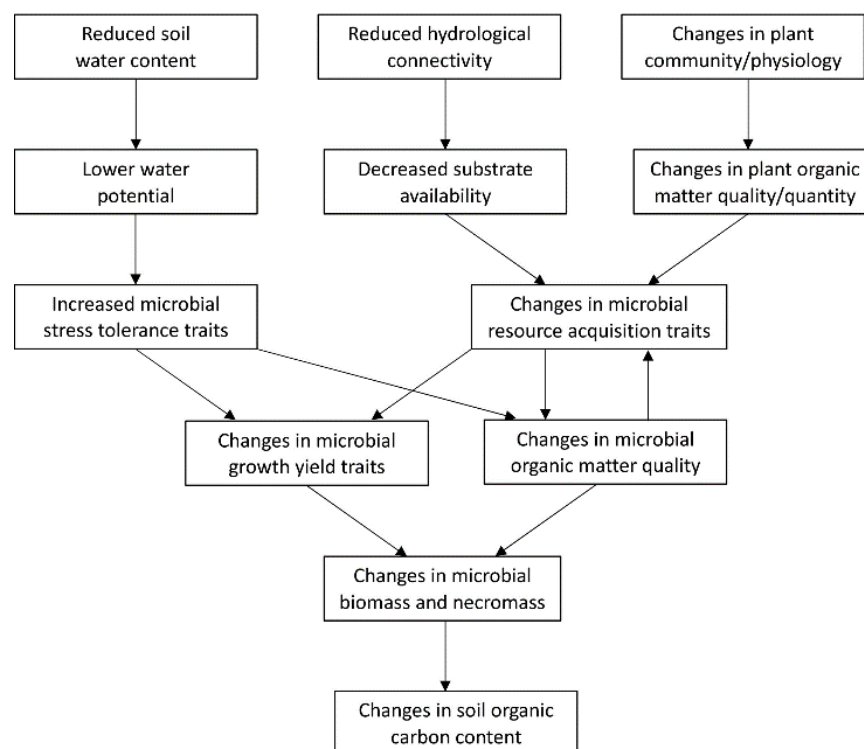 Reduced soil
water content
Reduced hydrological
connectivity
Changes in plant
community/physiology
Lower water
potential
Decreased substrate
availability
Changes in plant organic
matter quality/quantity
Increased microbial
stress tolerance traits
Changes in microbial
resource acquisition traits
Changes in microbial
growth yield traits
Changes in microbial
organic matter quality
Changes in microbial
biomass and necromass
Changes in soil organic
carbon content